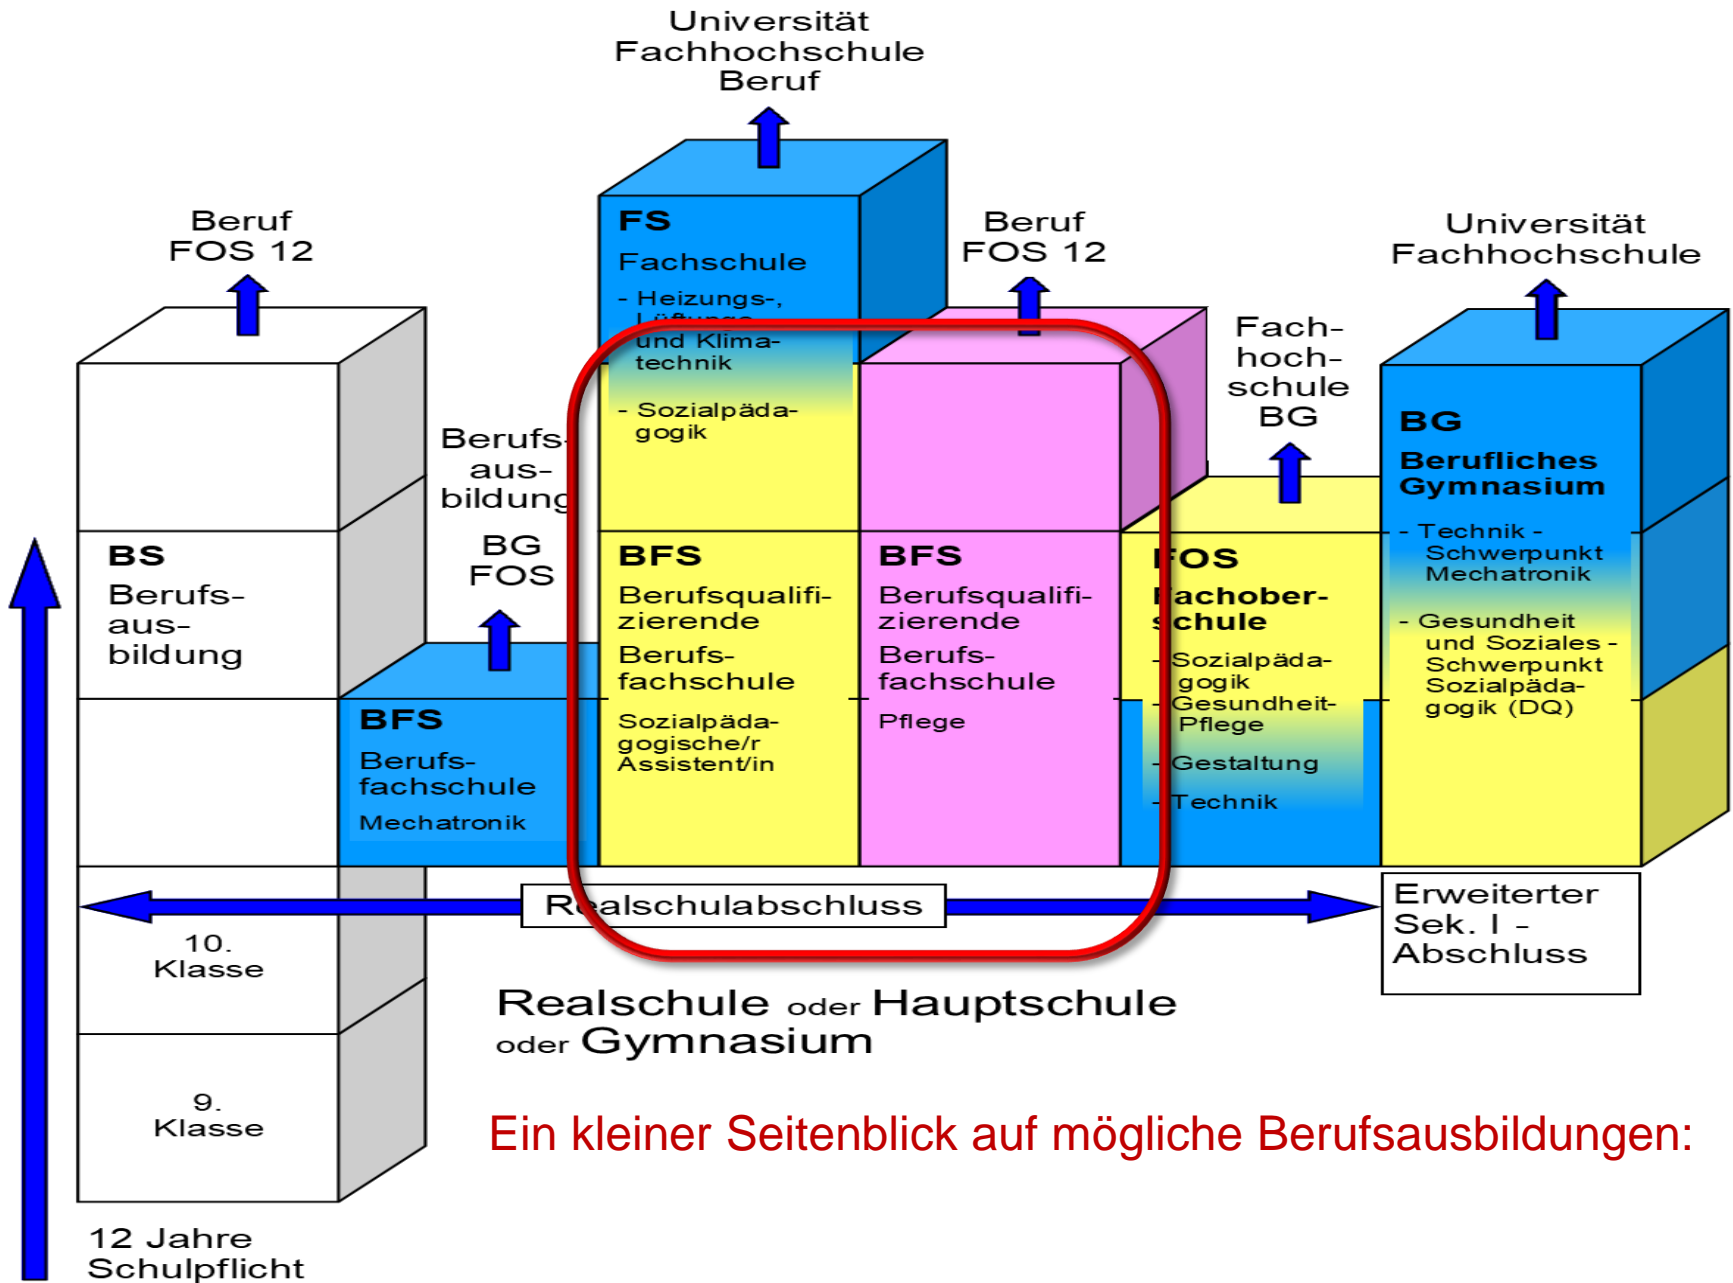 Universität
Fachhochschule
Beruf
Beruf
FOS 12
FS
Fachschule
- Heizungs-,
Lüftungs-
und Klima-
technik
- Sozialpäda-
gogik
Beruf
FOS 12
Universität
Fachhochschule
Fach-
hoch-
schule
BG
Berufs-
aus-
bildung
BG
FOS
BG
Berufliches
Gymnasium
- Technik -
Schwerpunkt
Mechatronik
- Gesundheit
und Soziales -
Schwerpunkt
Sozialpäda-
gogik (DQ)
BS
Berufs-
aus-
bildung
BFS
Berufs-
fachschule
Mechatronik
BFS
Berufsqualifi-
zierende
Berufs-
fachschule
Sozialpäda-
gogische/r
Assistent/in
BFS
Berufsqualifi-
zierende
Berufs-
fachschule
Pflege
FOS
Fachober-
schule
- Sozialpäda-
gogik
- Gesundheit-
Pflege
- Gestaltung
- Technik
Realschulabschluss
Erweiterter
Sek. I -
Abschluss
10.
Klasse
Realschule oder Hauptschule
oder Gymnasium
9.
Klasse
Ein kleiner Seitenblick auf mögliche Berufsausbildungen:
12 Jahre
Schulpflicht